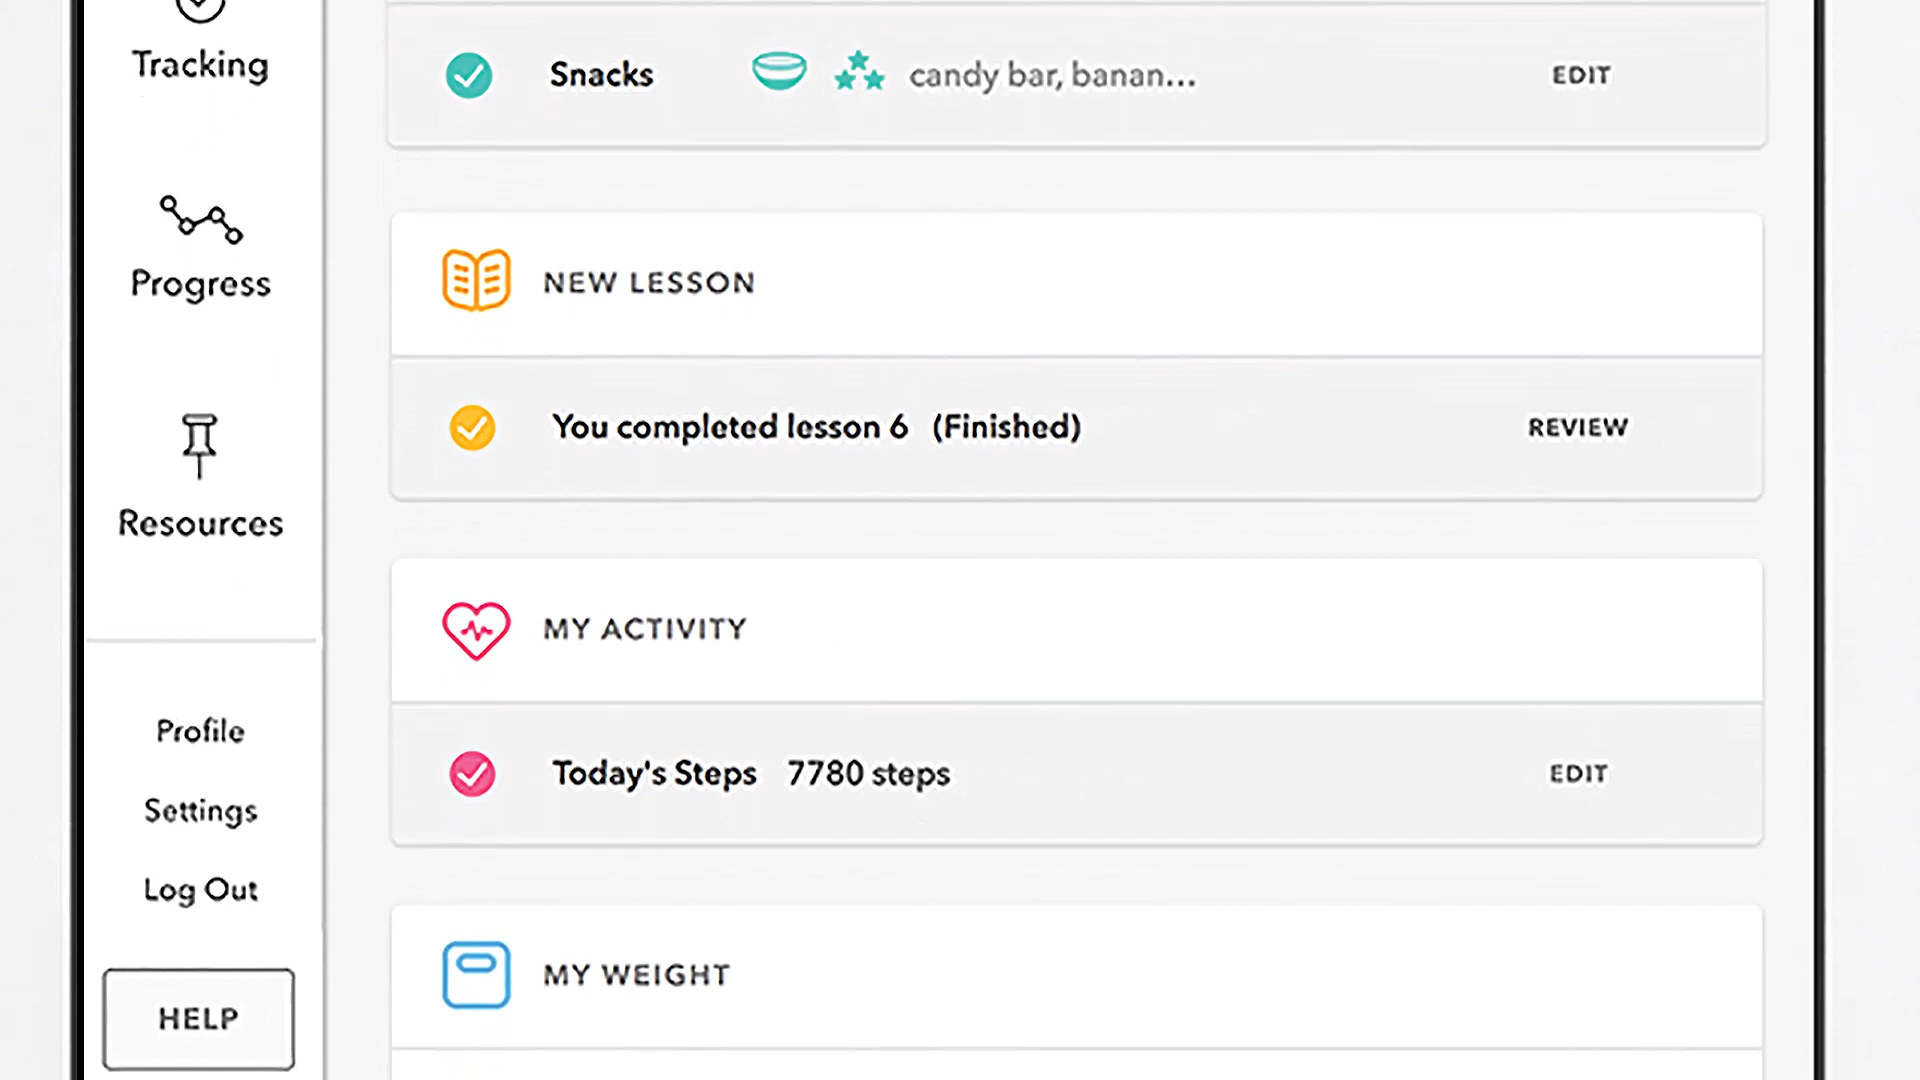 Tracking
Progress
Resources
Profile
Settings
Log Out
HELP
Snacks candy bar, banan... EDIT
NEW LESSON
You completed lesson 6 (Finished) REVIEW
MY ACTIVITY
Today's Steps 7780 steps EDIT
MY WEIGHT